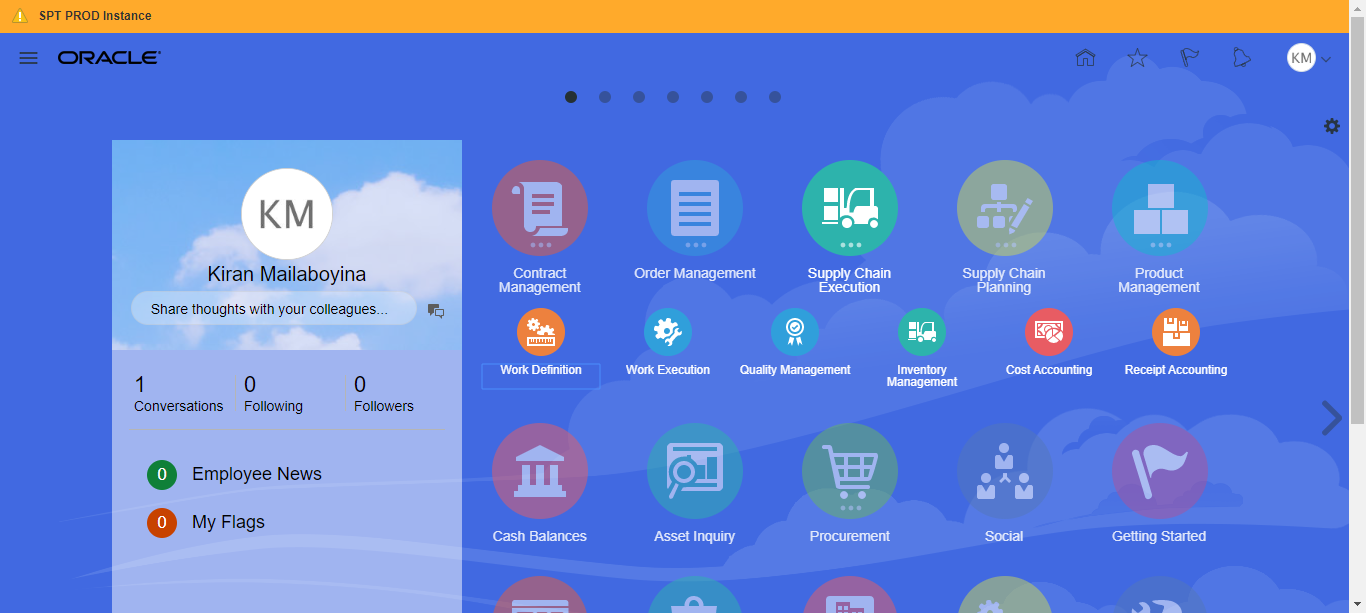 SPT PROD Instance
ORACLE
KM
KM
Kiran Mailaboyina
Share thoughts with your colleagues...
1
Conversations
0
Following
0
Followers
0 Employee News
0 My Flags
Contract
Management
Order Management
Supply Chain
Execution
Supply Chain
Planning
Product
Management
Work Definition
Work Execution
Quality Management
Inventory
Management
Cost Accounting
Receipt Accounting
Cash Balances
Asset Inquiry
Procurement
Social
Getting Started